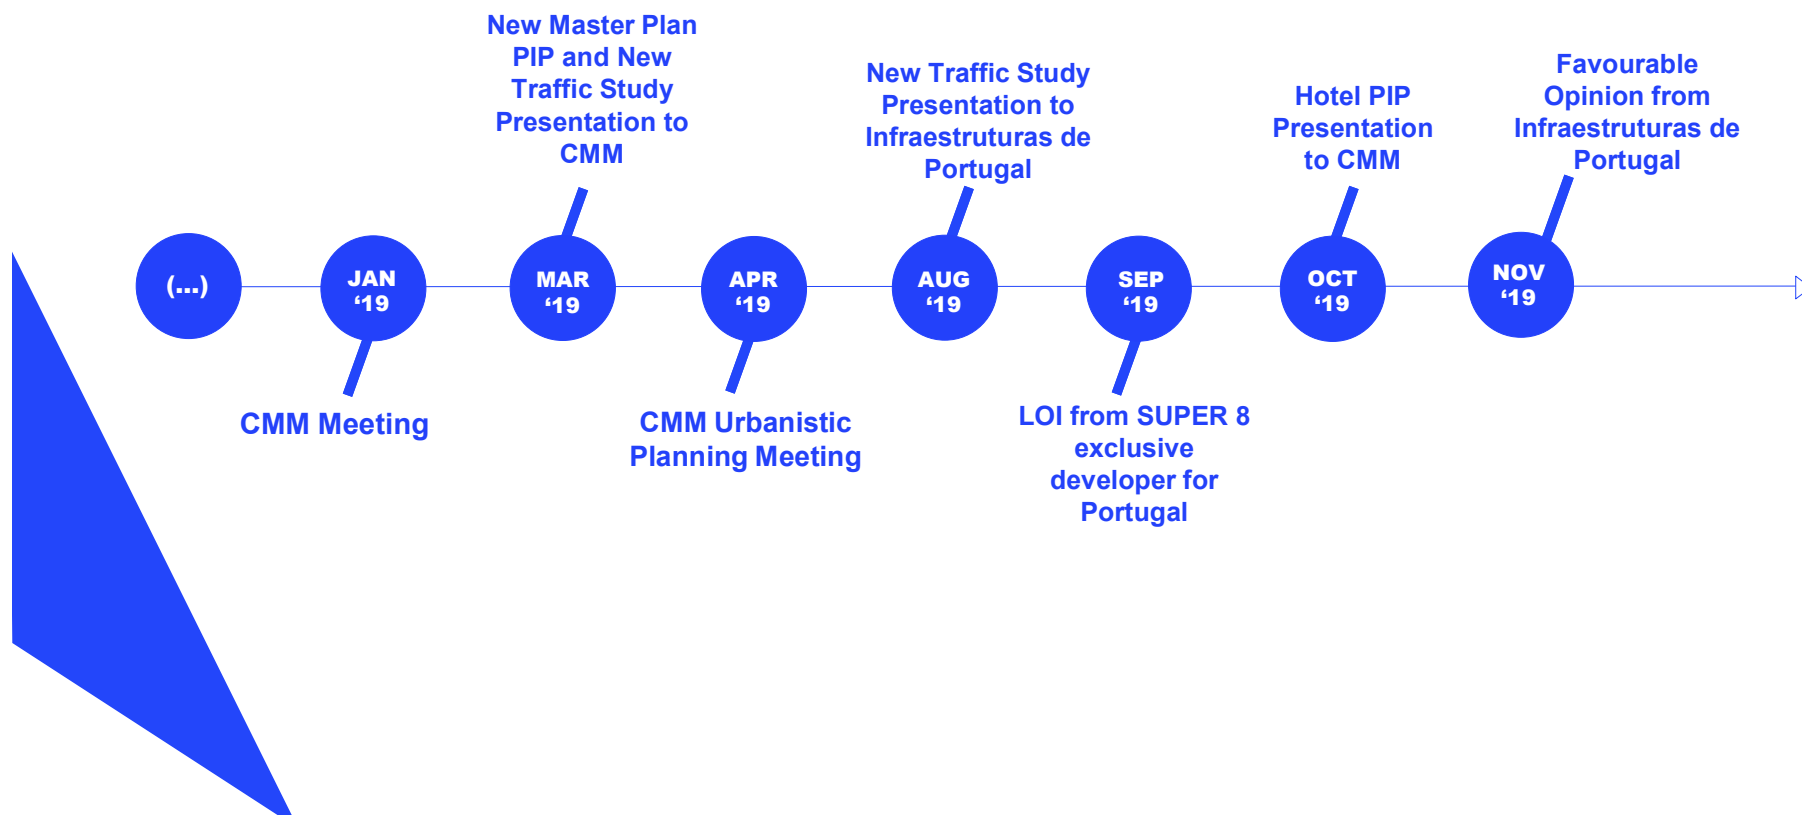 New Master Plan
PIP and New
Traffic Study
Presentation to
CMM
New Traffic Study
Presentation to
Infraestruturas de
Portugal
Hotel PIP
Presentation
to CMM
Favourable
Opinion from
Infraestruturas de
Portugal
(...)
JAN
‘19
MAR
‘19
APR
‘19
AUG
‘19
SEP
‘19
OCT
‘19
NOV
‘19
CMM Meeting
CMM Urbanistic
Planning Meeting
LOI from SUPER 8
exclusive
developer for
Portugal